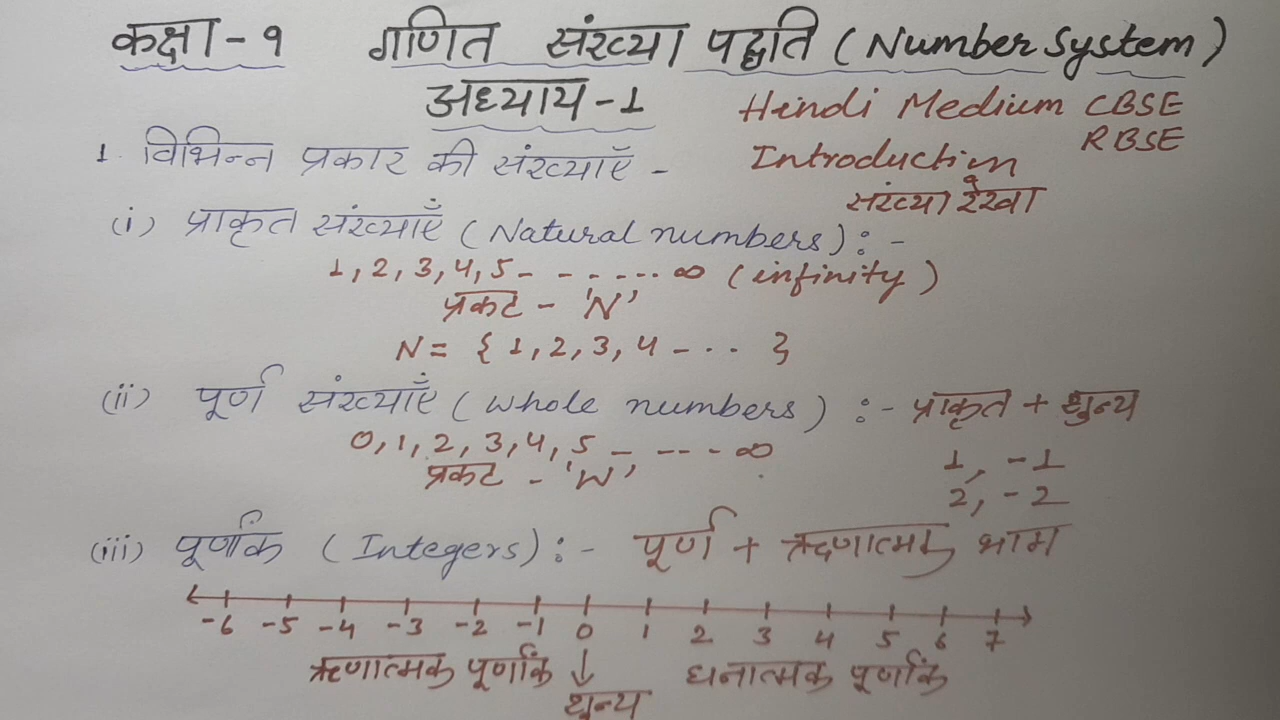 कक्षा - ९ गणित संख्या पद्धति ( Number System )
अध्याय - 1
Hindi Medium CBSE
RBSE
1. विभिन्न प्रकार की संख्याएँ -
Introduction
संख्या रेखा
(i) प्राकृत संख्याएँ ( Natural numbers ) : -
1, 2, 3, 4, 5 - - - . . . . ∞ ( infinity )
प्रकट - 'N'
N = { 1, 2, 3, 4 - - . . }
(ii) पूर्ण संख्याएँ ( Whole numbers ) : - प्राकृत + शुन्य
0, 1, 2, 3, 4, 5 - - - - - ∞
प्रकट - 'W'
1, -1
2, -2
(iii) पूर्णांक ( Integers ) : - पूर्ण + ऋणात्मक भाग
-6 -5 -4 -3 -2 -1 0 1 2 3 4 5 6 7
ऋणात्मक पूर्णांक ↓ धनात्मक पूर्णांक
शुन्य